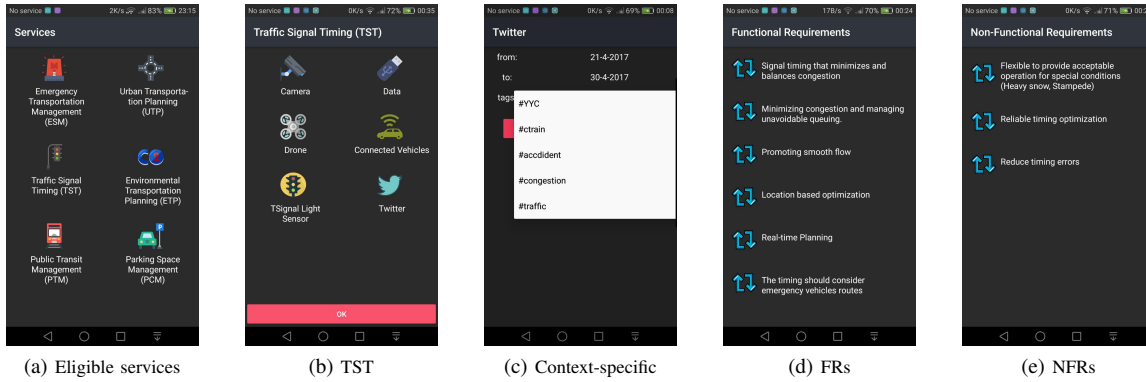 No service 2K/s 83% 23:15
Services
Emergency
Transportation
Management
(ESM)
Urban Transporta-
tion Planning
(UTP)
Traffic Signal
Timing (TST)
Environmental
Transportation
Planning (ETP)
Public Transit
Management
(PTM)
P
Parking Space
Management
(PCM)
(a) Eligible services
No service 0K/s 72% 00:35
Traffic Signal Timing (TST)
Camera
Data
Drone
Connected Vehicles
TSignal Light
Sensor
Twitter
OK
(b) TST
No service 0K/s 69% 00:08
Twitter
from: 21-4-2017
to: 30-4-2017
tags
#YYC
#ctrain
#accdident
#congestion
#traffic
(c) Context-specific
No service 17B/s 70% 00:24
Functional Requirements
Signal timing that minimizes and
balances congestion
Minimizing congestion and managing
unavoidable queuing.
Promoting smooth flow
Location based optimization
Real-time Planning
The timing should consider
emergency vehicles routes
(d) FRs
No service 0K/s 71%
Non-Functional Requirements
Flexible to provide acceptable
operation for special conditions
(Heavy snow, Stampede)
Reliable timing optimization
Reduce timing errors
(e) NFRs